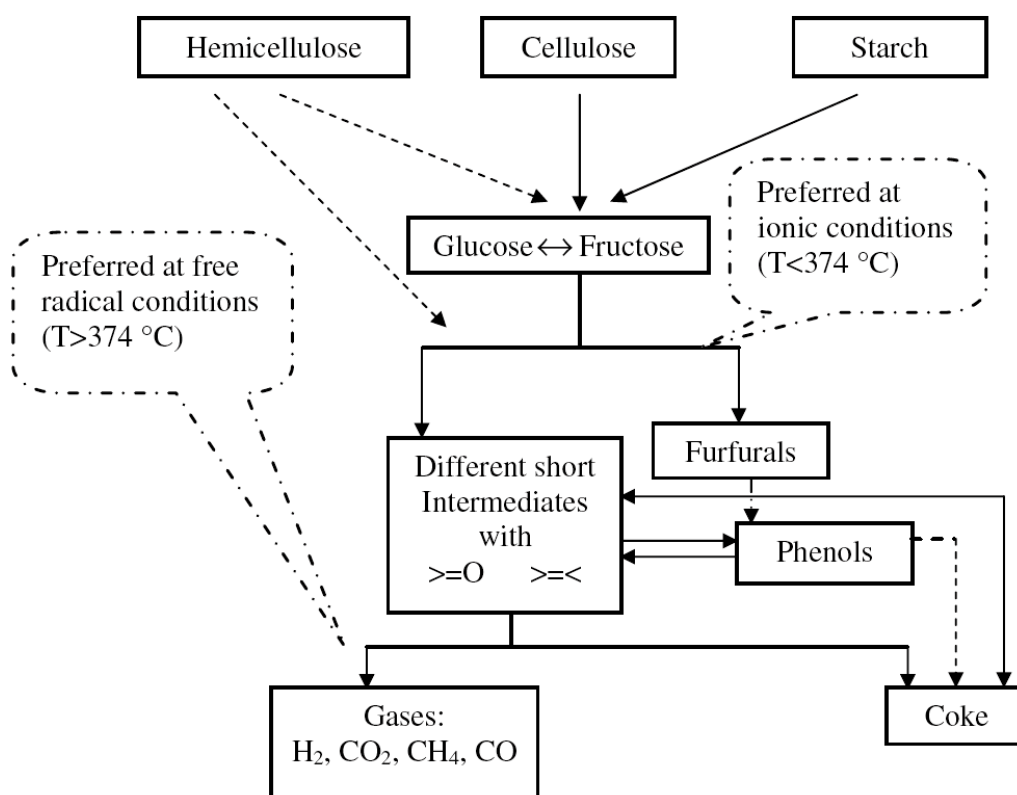 Hemicellulose
Cellulose
Starch
Preferred at
ionic conditions
(T<374 °C)
Glucose↔Fructose
Preferred at free
radical conditions
(T>374 °C)
Different short
Intermediates
with
>=O >=<
Furfurals
Phenols
Gases:
H₂, CO₂, CH₄, CO
Coke